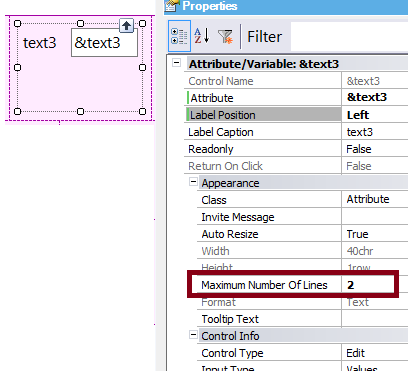 text3 &text3
Properties
Filter
Attribute/Variable: &text3
Control Name &text3
Attribute &text3
Label Position Left
Label Caption text3
Readonly False
Return On Click False
Appearance
Class Attribute
Invite Message
Auto Resize True
Width 40chr
Height 1row
Maximum Number Of Lines 2
Format Text
Tooltip Text
Control Info
Control Type Edit
Input Type Values